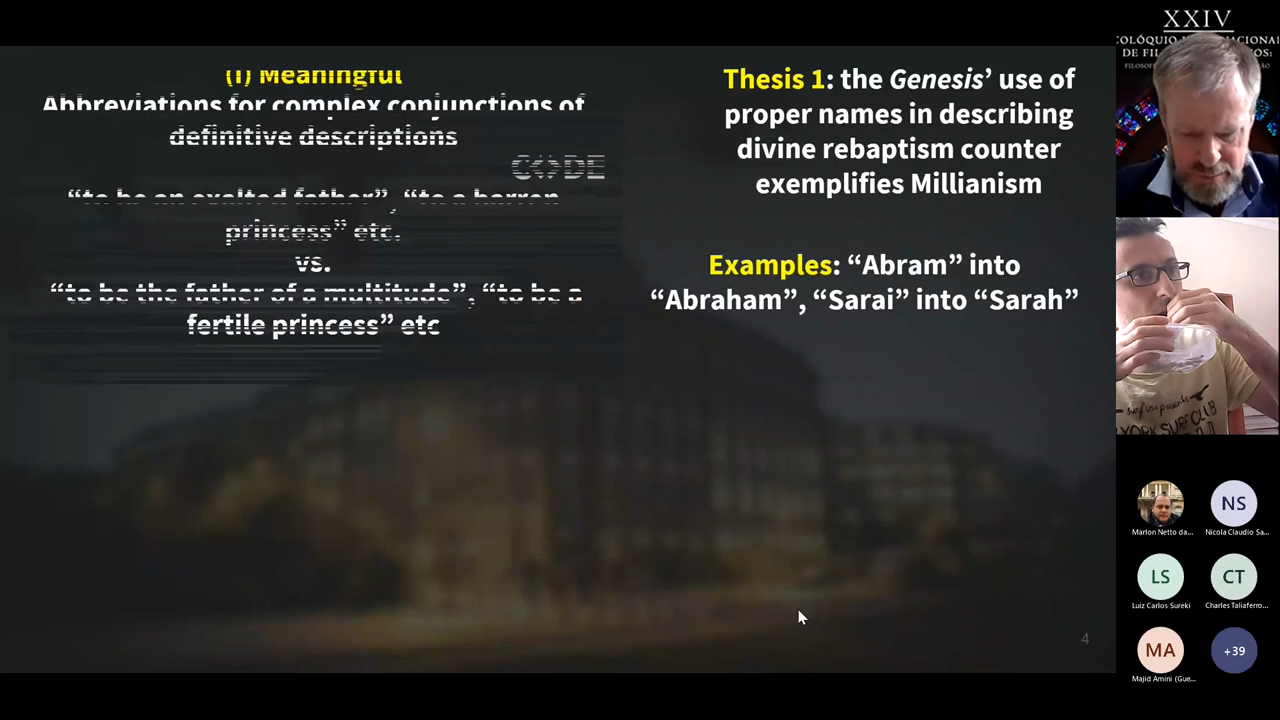 (I) Meaningful
Abbreviations for complex conjunctions of
definitive descriptions
C<>DE
“to be an exalted father”, “to a barren
princess” etc.
vs.
“to be the father of a multitude”, “to be a
fertile princess” etc
Thesis 1: the Genesis’ use of
proper names in describing
divine rebaptism counter
exemplifies Millianism
Examples: “Abram” into
“Abraham”, “Sarai” into “Sarah”
4
XXIV
NS
Marlon Netto da...
Nicola Claudio Sa...
LS
CT
Luiz Carlos Sureki
Charles Taliaferro...
MA
+39
Majid Amini (Gue...